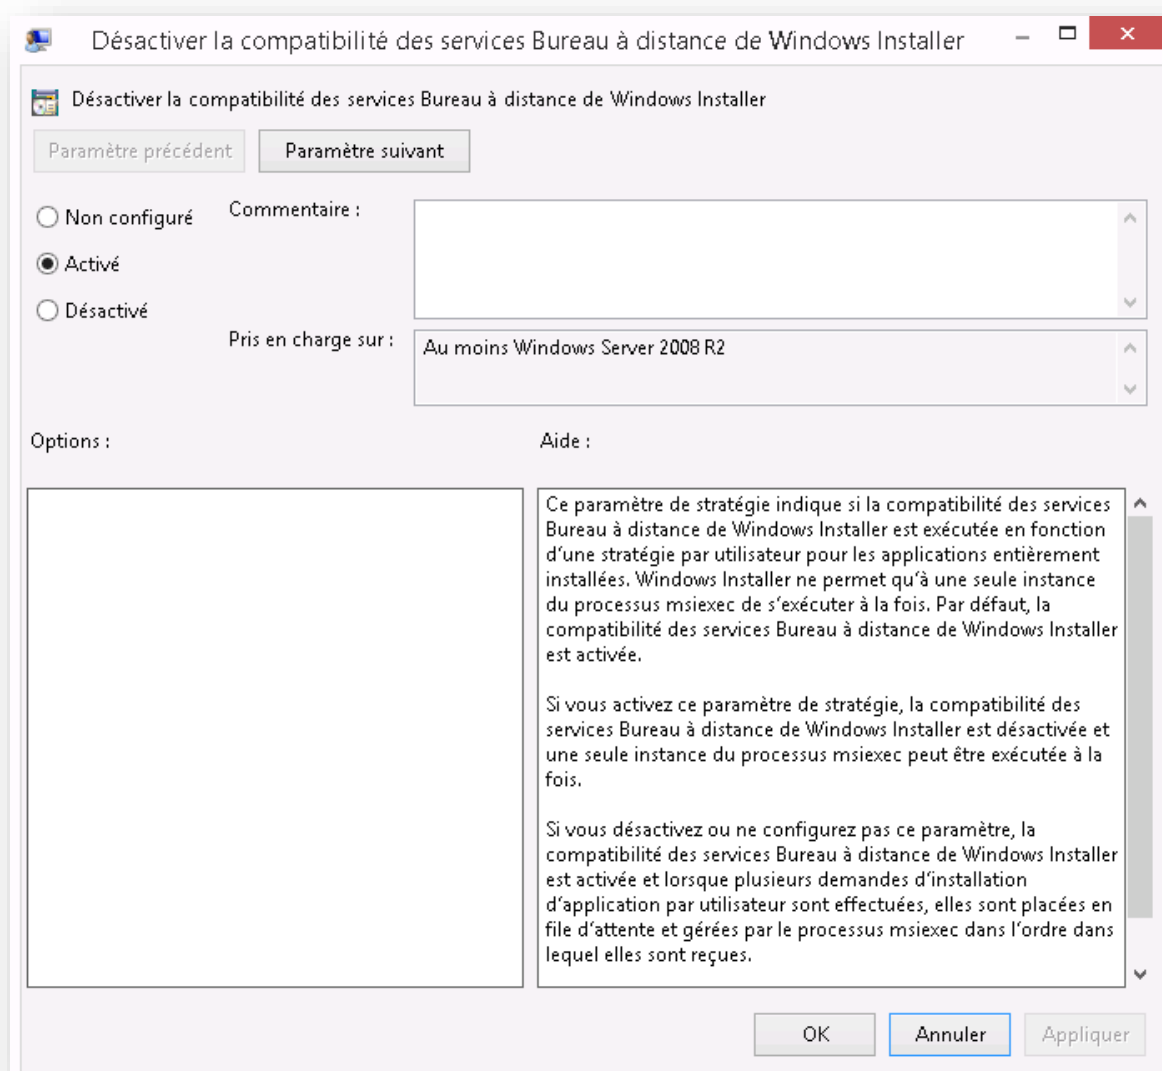 Désactiver la compatibilité des services Bureau à distance de Windows Installer
Désactiver la compatibilité des services Bureau à distance de Windows Installer
Paramètre précédent
Paramètre suivant
Non configuré
Commentaire :
Activé
Désactivé
Pris en charge sur :
Au moins Windows Server 2008 R2
Options :
Aide :
Ce paramètre de stratégie indique si la compatibilité des services
Bureau à distance de Windows Installer est exécutée en fonction
d'une stratégie par utilisateur pour les applications entièrement
installées. Windows Installer ne permet qu'à une seule instance
du processus msiexec de s'exécuter à la fois. Par défaut, la
compatibilité des services Bureau à distance de Windows Installer
est activée.
Si vous activez ce paramètre de stratégie, la compatibilité des
services Bureau à distance de Windows Installer est désactivée et
une seule instance du processus msiexec peut être exécutée à la
fois.
Si vous désactivez ou ne configurez pas ce paramètre, la
compatibilité des services Bureau à distance de Windows Installer
est activée et lorsque plusieurs demandes d'installation
d'application par utilisateur sont effectuées, elles sont placées en
file d'attente et gérées par le processus msiexec dans l'ordre dans
lequel elles sont reçues.
OK
Annuler
Appliquer